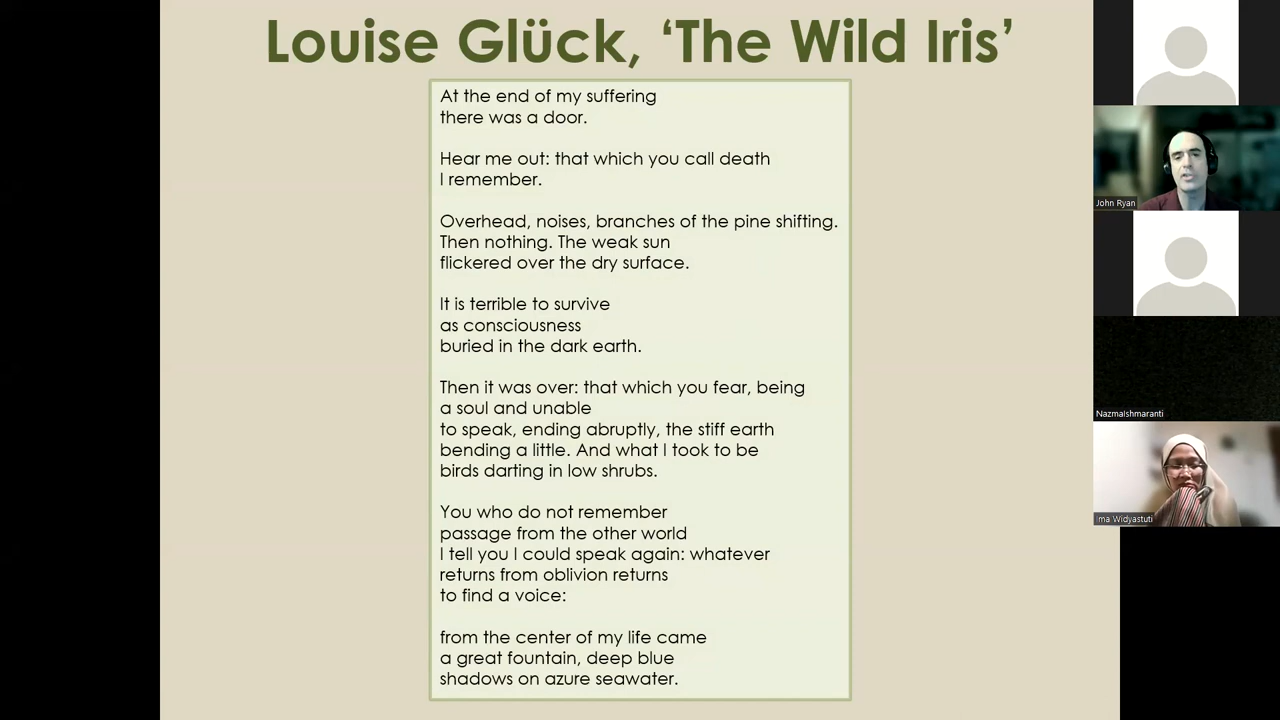 Louise Glück, ‘The Wild Iris’
At the end of my suffering
there was a door.
Hear me out: that which you call death
I remember.
Overhead, noises, branches of the pine shifting.
Then nothing. The weak sun
flickered over the dry surface.
It is terrible to survive
as consciousness
buried in the dark earth.
Then it was over: that which you fear, being
a soul and unable
to speak, ending abruptly, the stiff earth
bending a little. And what I took to be
birds darting in low shrubs.
You who do not remember
passage from the other world
I tell you I could speak again: whatever
returns from oblivion returns
to find a voice:
from the center of my life came
a great fountain, deep blue
shadows on azure seawater.
John Ryan
NazmaIshmaranti
Ima Widyastuti